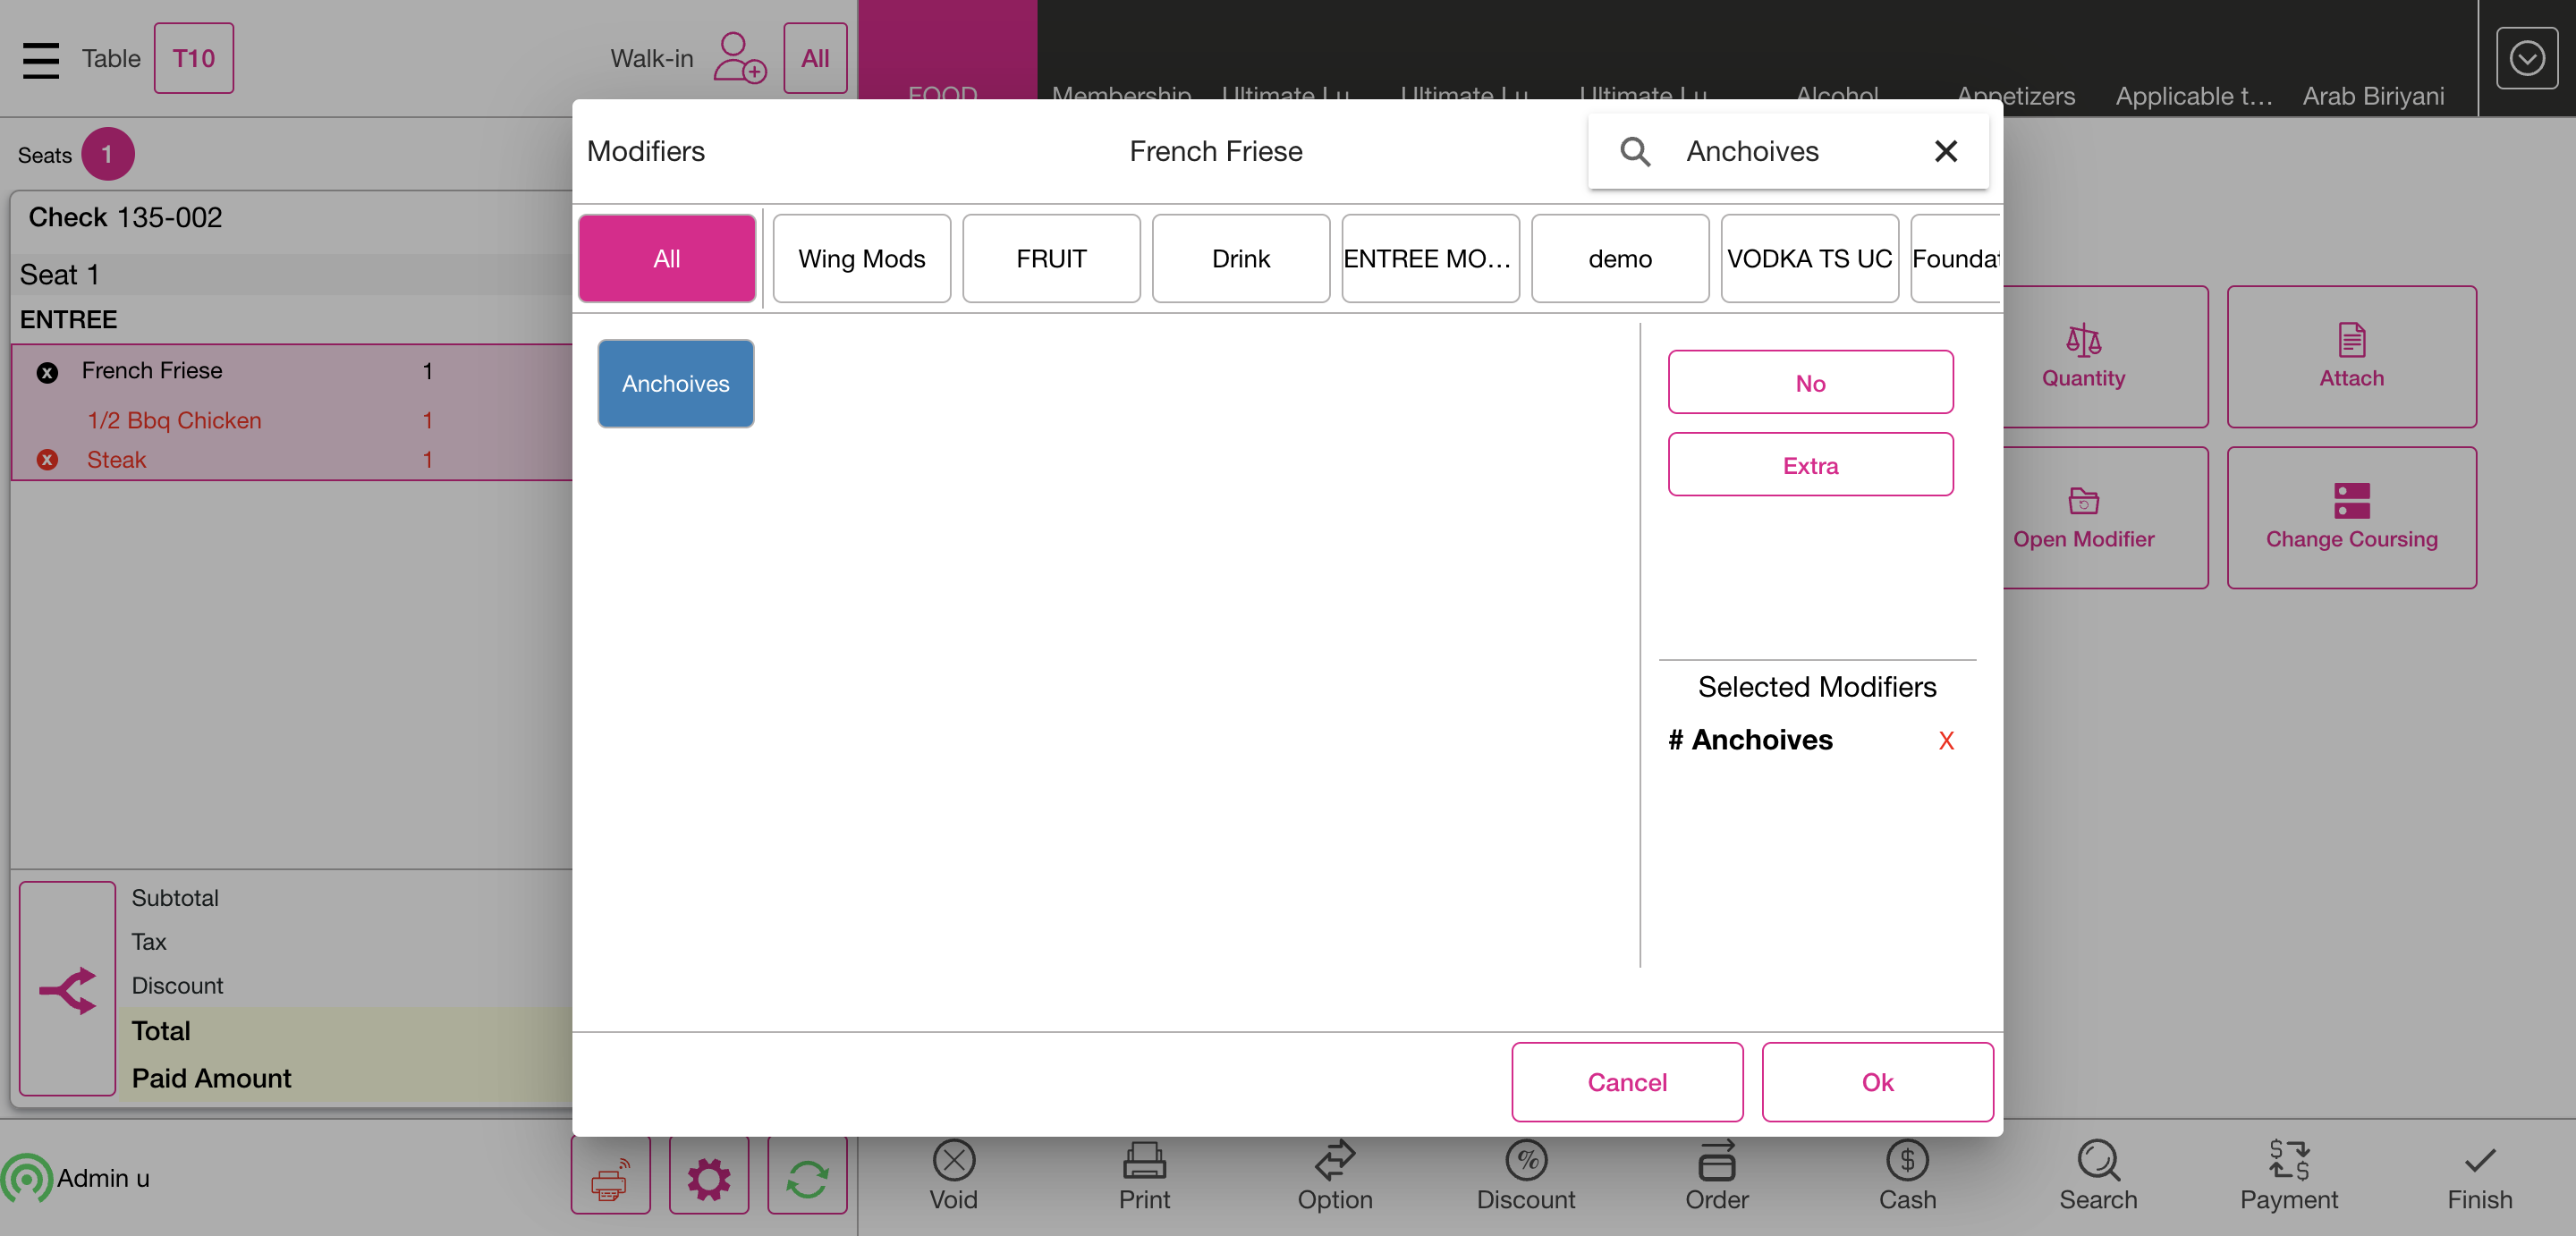 Table T10 Walk-in All
FOOD Membership Ultimate Lu... Ultimate Lu... Ultimate Lu... Alcohol Appetizers Applicable t... Arab Biriyani
Seats 1
Check 135-002
Seat 1
ENTREE
French Friese 1
1/2 Bbq Chicken 1
Steak 1
Subtotal
Tax
Discount
Total
Paid Amount
Modifiers French Friese Anchoives
All Wing Mods FRUIT Drink ENTREE MO... demo VODKA TS UC Foundat
Anchoives
No
Extra
Selected Modifiers
# Anchoives X
Cancel Ok
Quantity Attach
Open Modifier Change Coursing
Admin u
Void Print Option Discount Order Cash Search Payment Finish